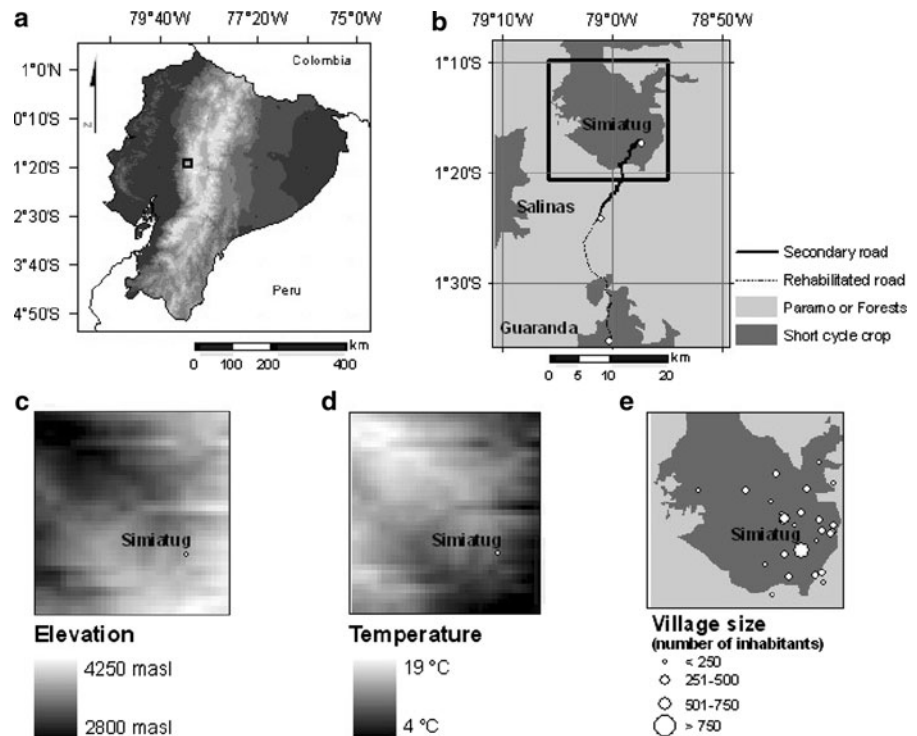 a
79°40'W 77°20'W 75°0'W
1°0'N
0°10'S
1°20'S
2°30'S
3°40'S
4°50'S
Colombia
Peru
N
km
0 100 200 400
b
79°10'W 79°0'W 78°50'W
1°10'S
1°20'S
1°30'S
Simiatug
Salinas
Guaranda
km
0 5 10 20
Secondary road
Rehabilitated road
Paramo or Forests
Short cycle crop
c
Simiatug
Elevation
4250 masl
2800 masl
d
Simiatug
Temperature
19 °C
4 °C
e
Simiatug
Village size
(number of inhabitants)
< 250
251-500
501-750
> 750